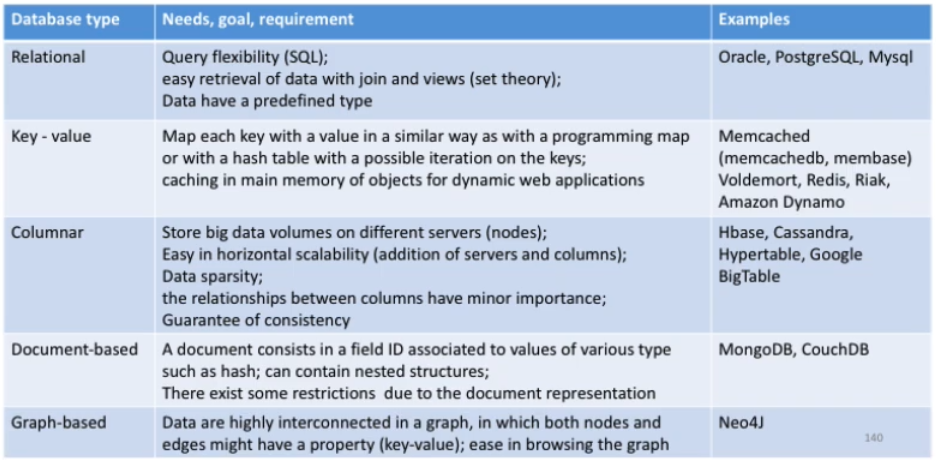 Database type Needs, goal, requirement Examples
Relational Query flexibility (SQL); Oracle, PostgreSQL, Mysql
easy retrieval of data with join and views (set theory);
Data have a predefined type
Key - value Map each key with a value in a similar way as with a programming map Memcached
or with a hash table with a possible iteration on the keys; (memcachedb, membase)
caching in main memory of objects for dynamic web applications Voldemort, Redis, Riak,
Amazon Dynamo
Columnar Store big data volumes on different servers (nodes); Hbase, Cassandra,
Easy in horizontal scalability (addition of servers and columns); Hypertable, Google
Data sparsity; BigTable
the relationships between columns have minor importance;
Guarantee of consistency
Document-based A document consists in a field ID associated to values of various type MongoDB, CouchDB
such as hash; can contain nested structures;
There exist some restrictions due to the document representation
Graph-based Data are highly interconnected in a graph, in which both nodes and Neo4J
edges might have a property (key-value); ease in browsing the graph
140